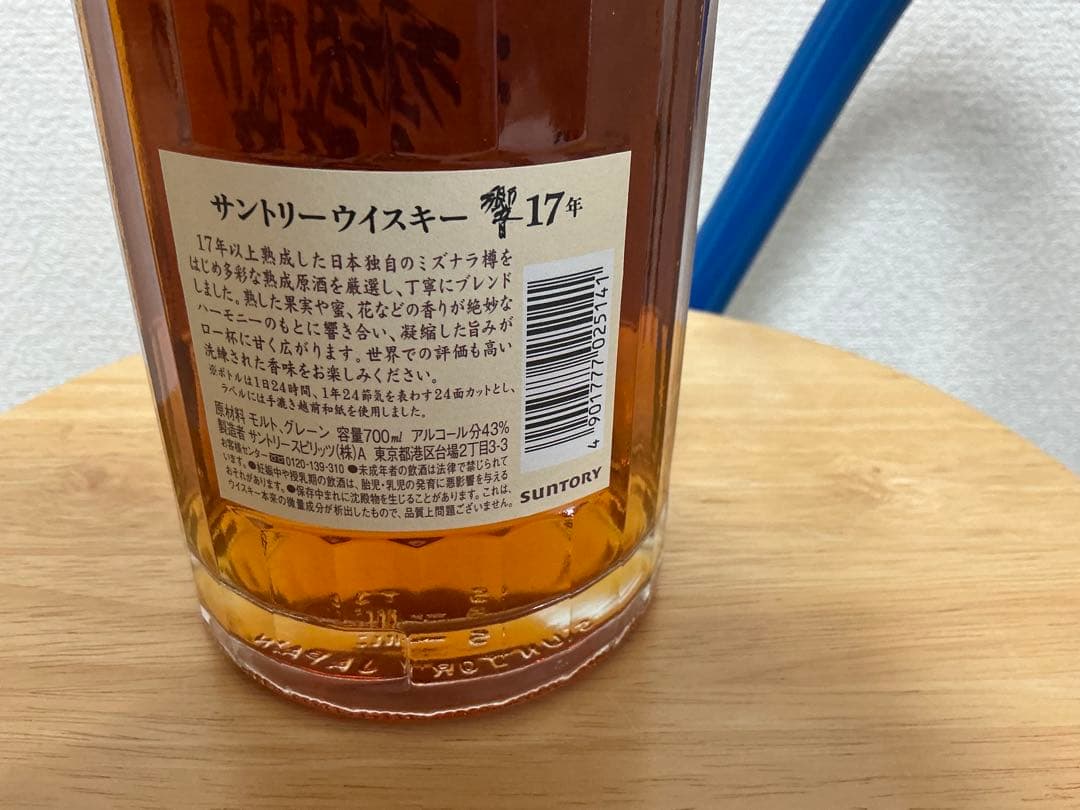 サントリーウイスキー 響 17年
17年以上熟成した日本独自のミズナラ樽を
はじめ多彩な熟成原酒を厳選し、丁寧にブレンド
しました。熟した果実や蜜、花などの香りが絶妙な
ハーモニーのもとに響き合い、凝縮した旨みが
口一杯に甘く広がります。世界での評価も高い
洗練された香味をお楽しみください。
※ボトルは1日24時間、1年24節気を表わす24面カットとし、
ラベルには手漉き越前和紙を使用しました。
原材料 モルト、グレーン 容量700ml アルコール分43%
製造者 サントリースピリッツ(株)A 東京都港区台場2丁目3-3
お客様センター 0120-139-310 ●未成年者の飲酒は法律で禁じられて
います。●妊娠中や授乳期の飲酒は、胎児・乳児の発育に悪影響を与える
おそれがあります。●保存中まれに沈殿物を生じることがあります。これは、
ウイスキー本来の微量成分が析出したもので、品質上問題ございません。
4 901777 025141
SUNTORY